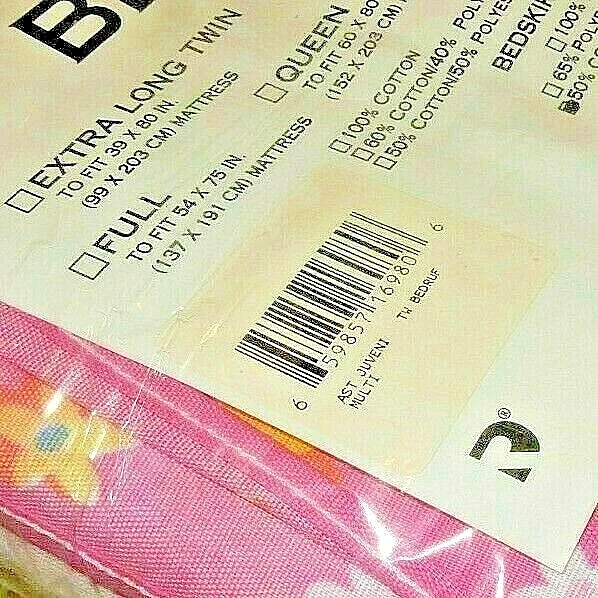 EXTRA LONG TWIN
TO FIT 39 X 80 IN.
(99 X 203 CM) MATTRESS
FULL
TO FIT 54 X 75 IN.
(137 X 191 CM) MATTRESS
QUEEN
TO FIT 60 X 80
(152 X 203 CM)
100% COTTON
60% COTTON/40% POL
50% COTTON/50% POLYES
BEDSKIR
100%
65% POLYE
50% C
6 59857 16980 6
AST JUVENI TW BEDRUF
MULTI
®